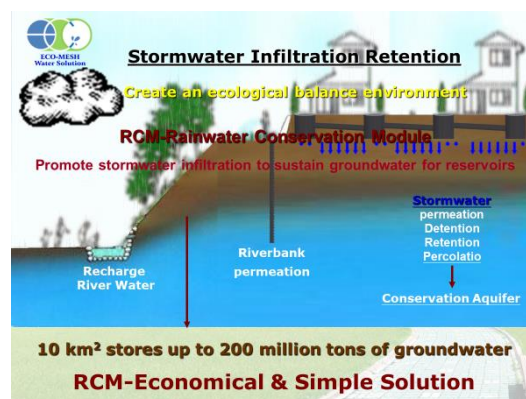 ECO-MESH
Water Solution
Stormwater Infiltration Retention
Create an ecological balance environment
RCM-Rainwater Conservation Module
Promote stormwater infiltration to sustain groundwater for reservoirs
Stormwater
permeation
Detention
Retention
Percolatio
Conservation Aquifer
Riverbank
permeation
Recharge
River Water
10 km² stores up to 200 million tons of groundwater
RCM-Economical & Simple Solution